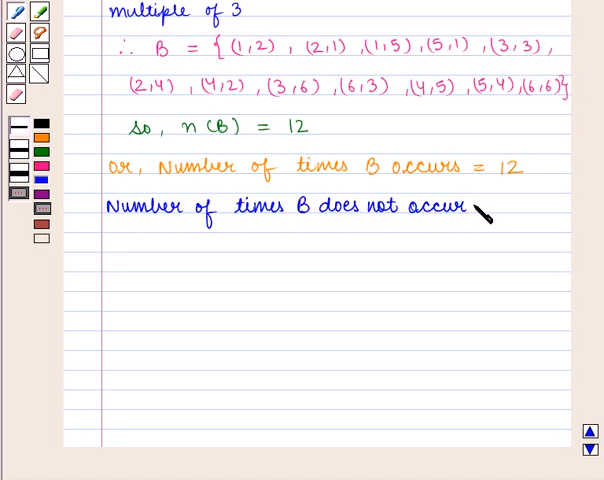 multiple of 3
∴ B = { (1,2) , (2,1) ,(1,5) ,(5,1) ,(3,3) ,
(2,4) ,(4,2) ,(3,6) ,(6,3) ,(4,5) ,(5,4) ,(6,6)}
so, n(B) = 12
or, Number of times B occurs = 12
Number of times B does not occur